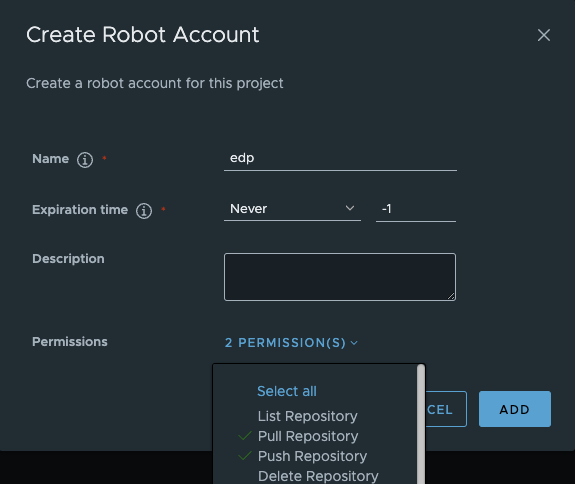 Create Robot Account
Create a robot account for this project
Name *
edp
Expiration time *
Never
-1
Description
Permissions
2 PERMISSION(S)
Select all
List Repository
Pull Repository
Push Repository
Delete Repository
CEL
ADD